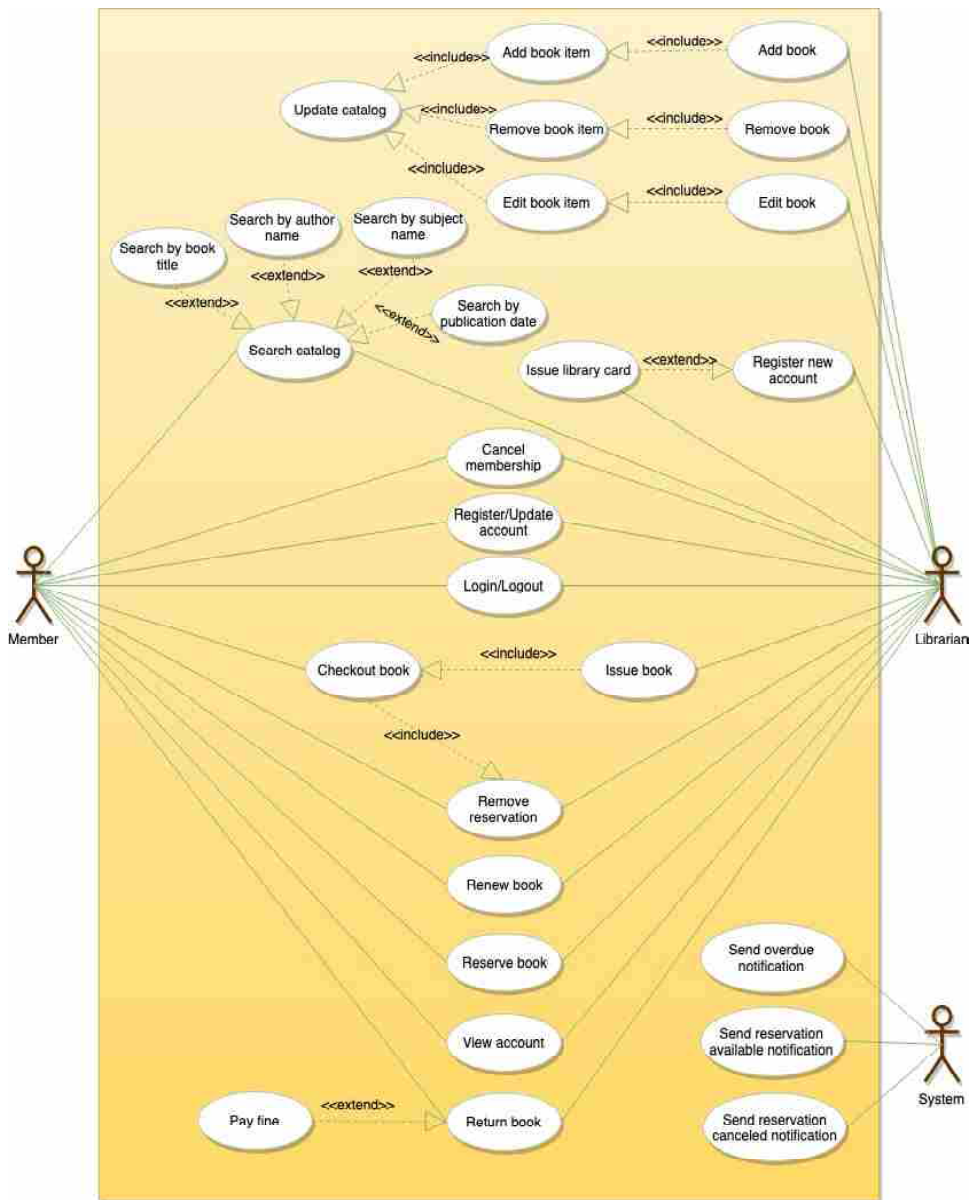 <<include>>
Add book item
<<include>>
Add book
Update catalog
<<include>>
Remove book item
<<include>>
Remove book
<<include>>
Edit book item
<<include>>
Edit book
Search by author
name
Search by subject
name
Search by book
title
<<extend>>
<<extend>>
<<extend>>
<<extend>>
Search by
publication date
Search catalog
Issue library card
<<extend>>
Register new
account
Cancel
membership
Register/Update
account
Login/Logout
Member
Librarian
Checkout book
<<include>>
Issue book
<<include>>
Remove
reservation
Renew book
Reserve book
Send overdue
notification
View account
Send reservation
available notification
System
Pay fine
<<extend>>
Return book
Send reservation
canceled notification